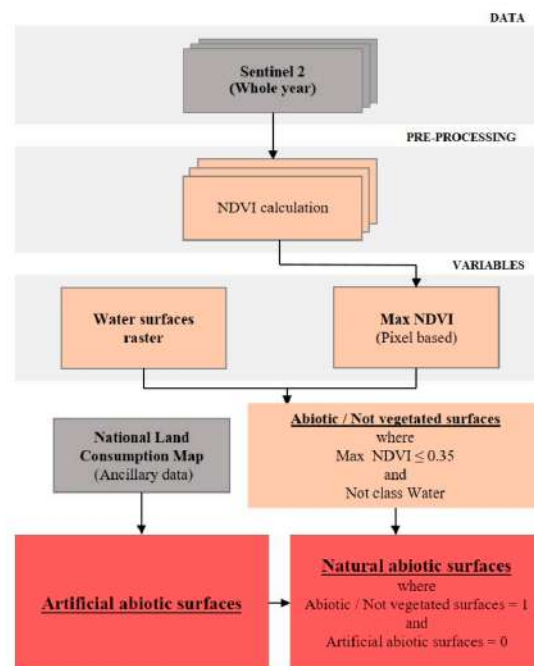 DATA
Sentinel 2
(Whole year)
PRE-PROCESSING
NDVI calculation
VARIABLES
Water surfaces
raster
Max NDVI
(Pixel based)
National Land
Consumption Map
(Ancillary data)
Abiotic / Not vegetated surfaces
where
Max NDVI ≤ 0.35
and
Not class Water
Artificial abiotic surfaces
Natural abiotic surfaces
where
Abiotic / Not vegetated surfaces = 1
and
Artificial abiotic surfaces = 0